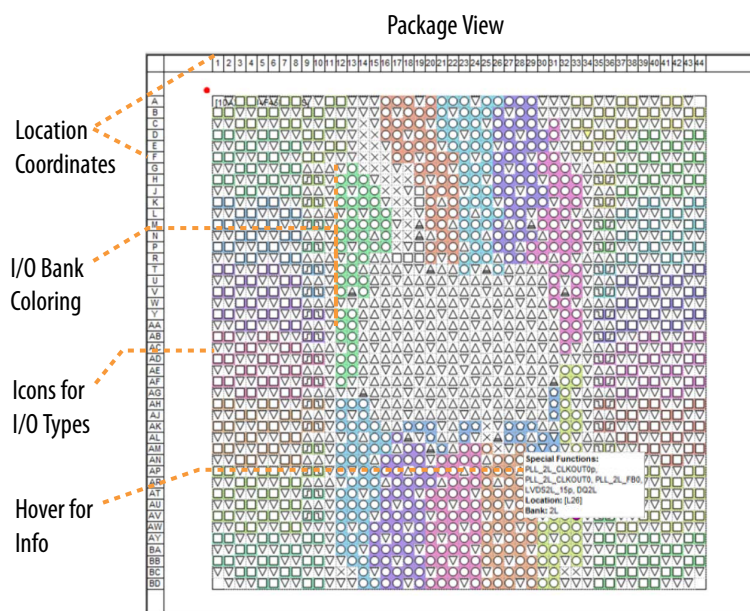 Package View
1 2 3 4 5 6 7 8 9 10 11 12 13 14 15 16 17 18 19 20 21 22 23 24 25 26 27 28 29 30 31 32 33 34 35 36 37 38 39 40 41 42 43 44
A
B
C
D
E
F
G
H
J
K
L
M
N
P
R
T
U
V
W
Y
AA
AB
AC
AD
AE
AF
AG
AH
AJ
AK
AL
AM
AN
AP
AR
AT
AU
AV
AW
AY
BA
BB
BC
BD
Location
Coordinates
I/O Bank
Coloring
Icons for
I/O Types
Hover for
Info
Special Functions:
PLL_2L_CLKOUT0p,
PLL_2L_CLKOUT0, PLL_2L_FB0,
LVDS2L_15p, DQ2L
Location: [L26]
Bank: 2L